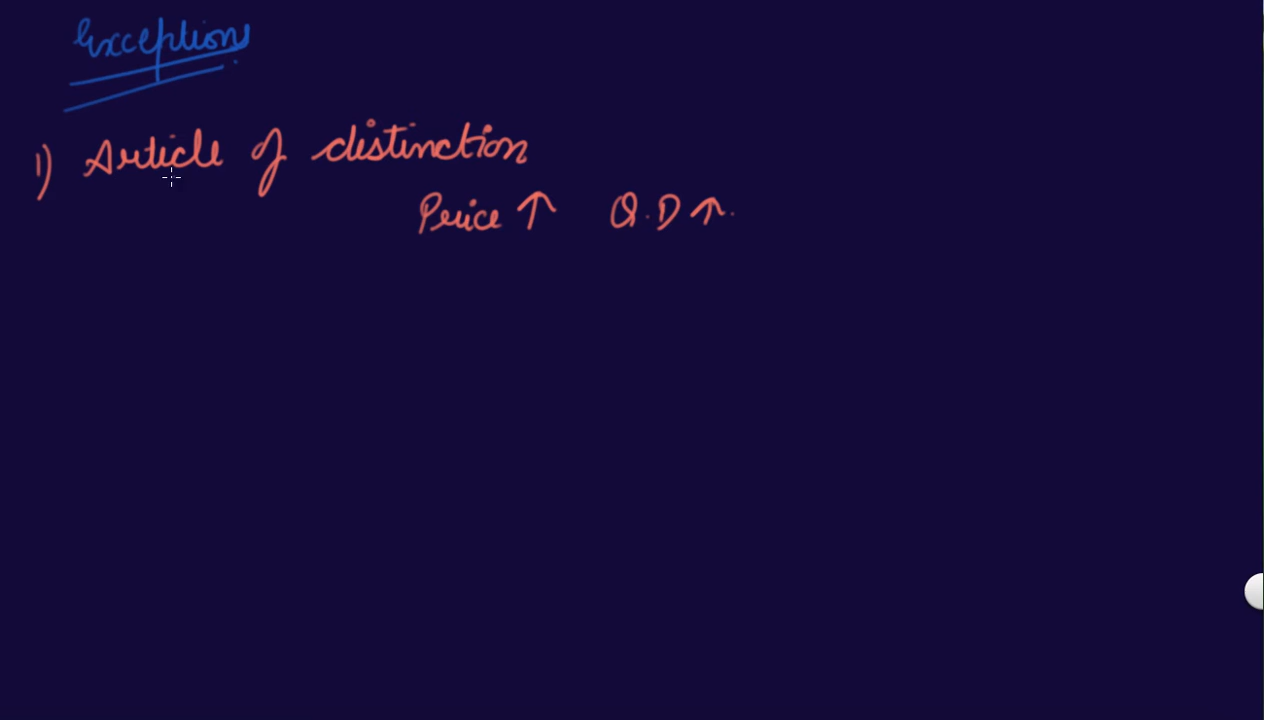 Exception
1) Article of distinction
Price ↑ Q.D ↑.